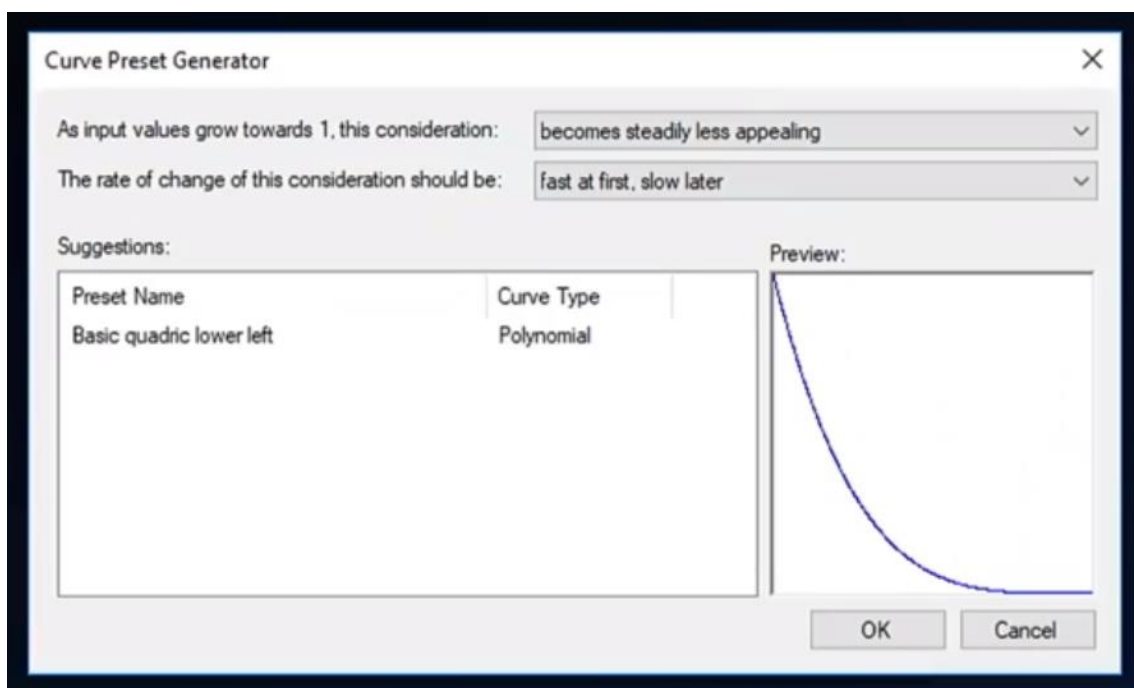 Curve Preset Generator
As input values grow towards 1, this consideration: becomes steadily less appealing
The rate of change of this consideration should be: fast at first, slow later
Suggestions:
Preview:
Preset Name Curve Type
Basic quadric lower left Polynomial
OK Cancel